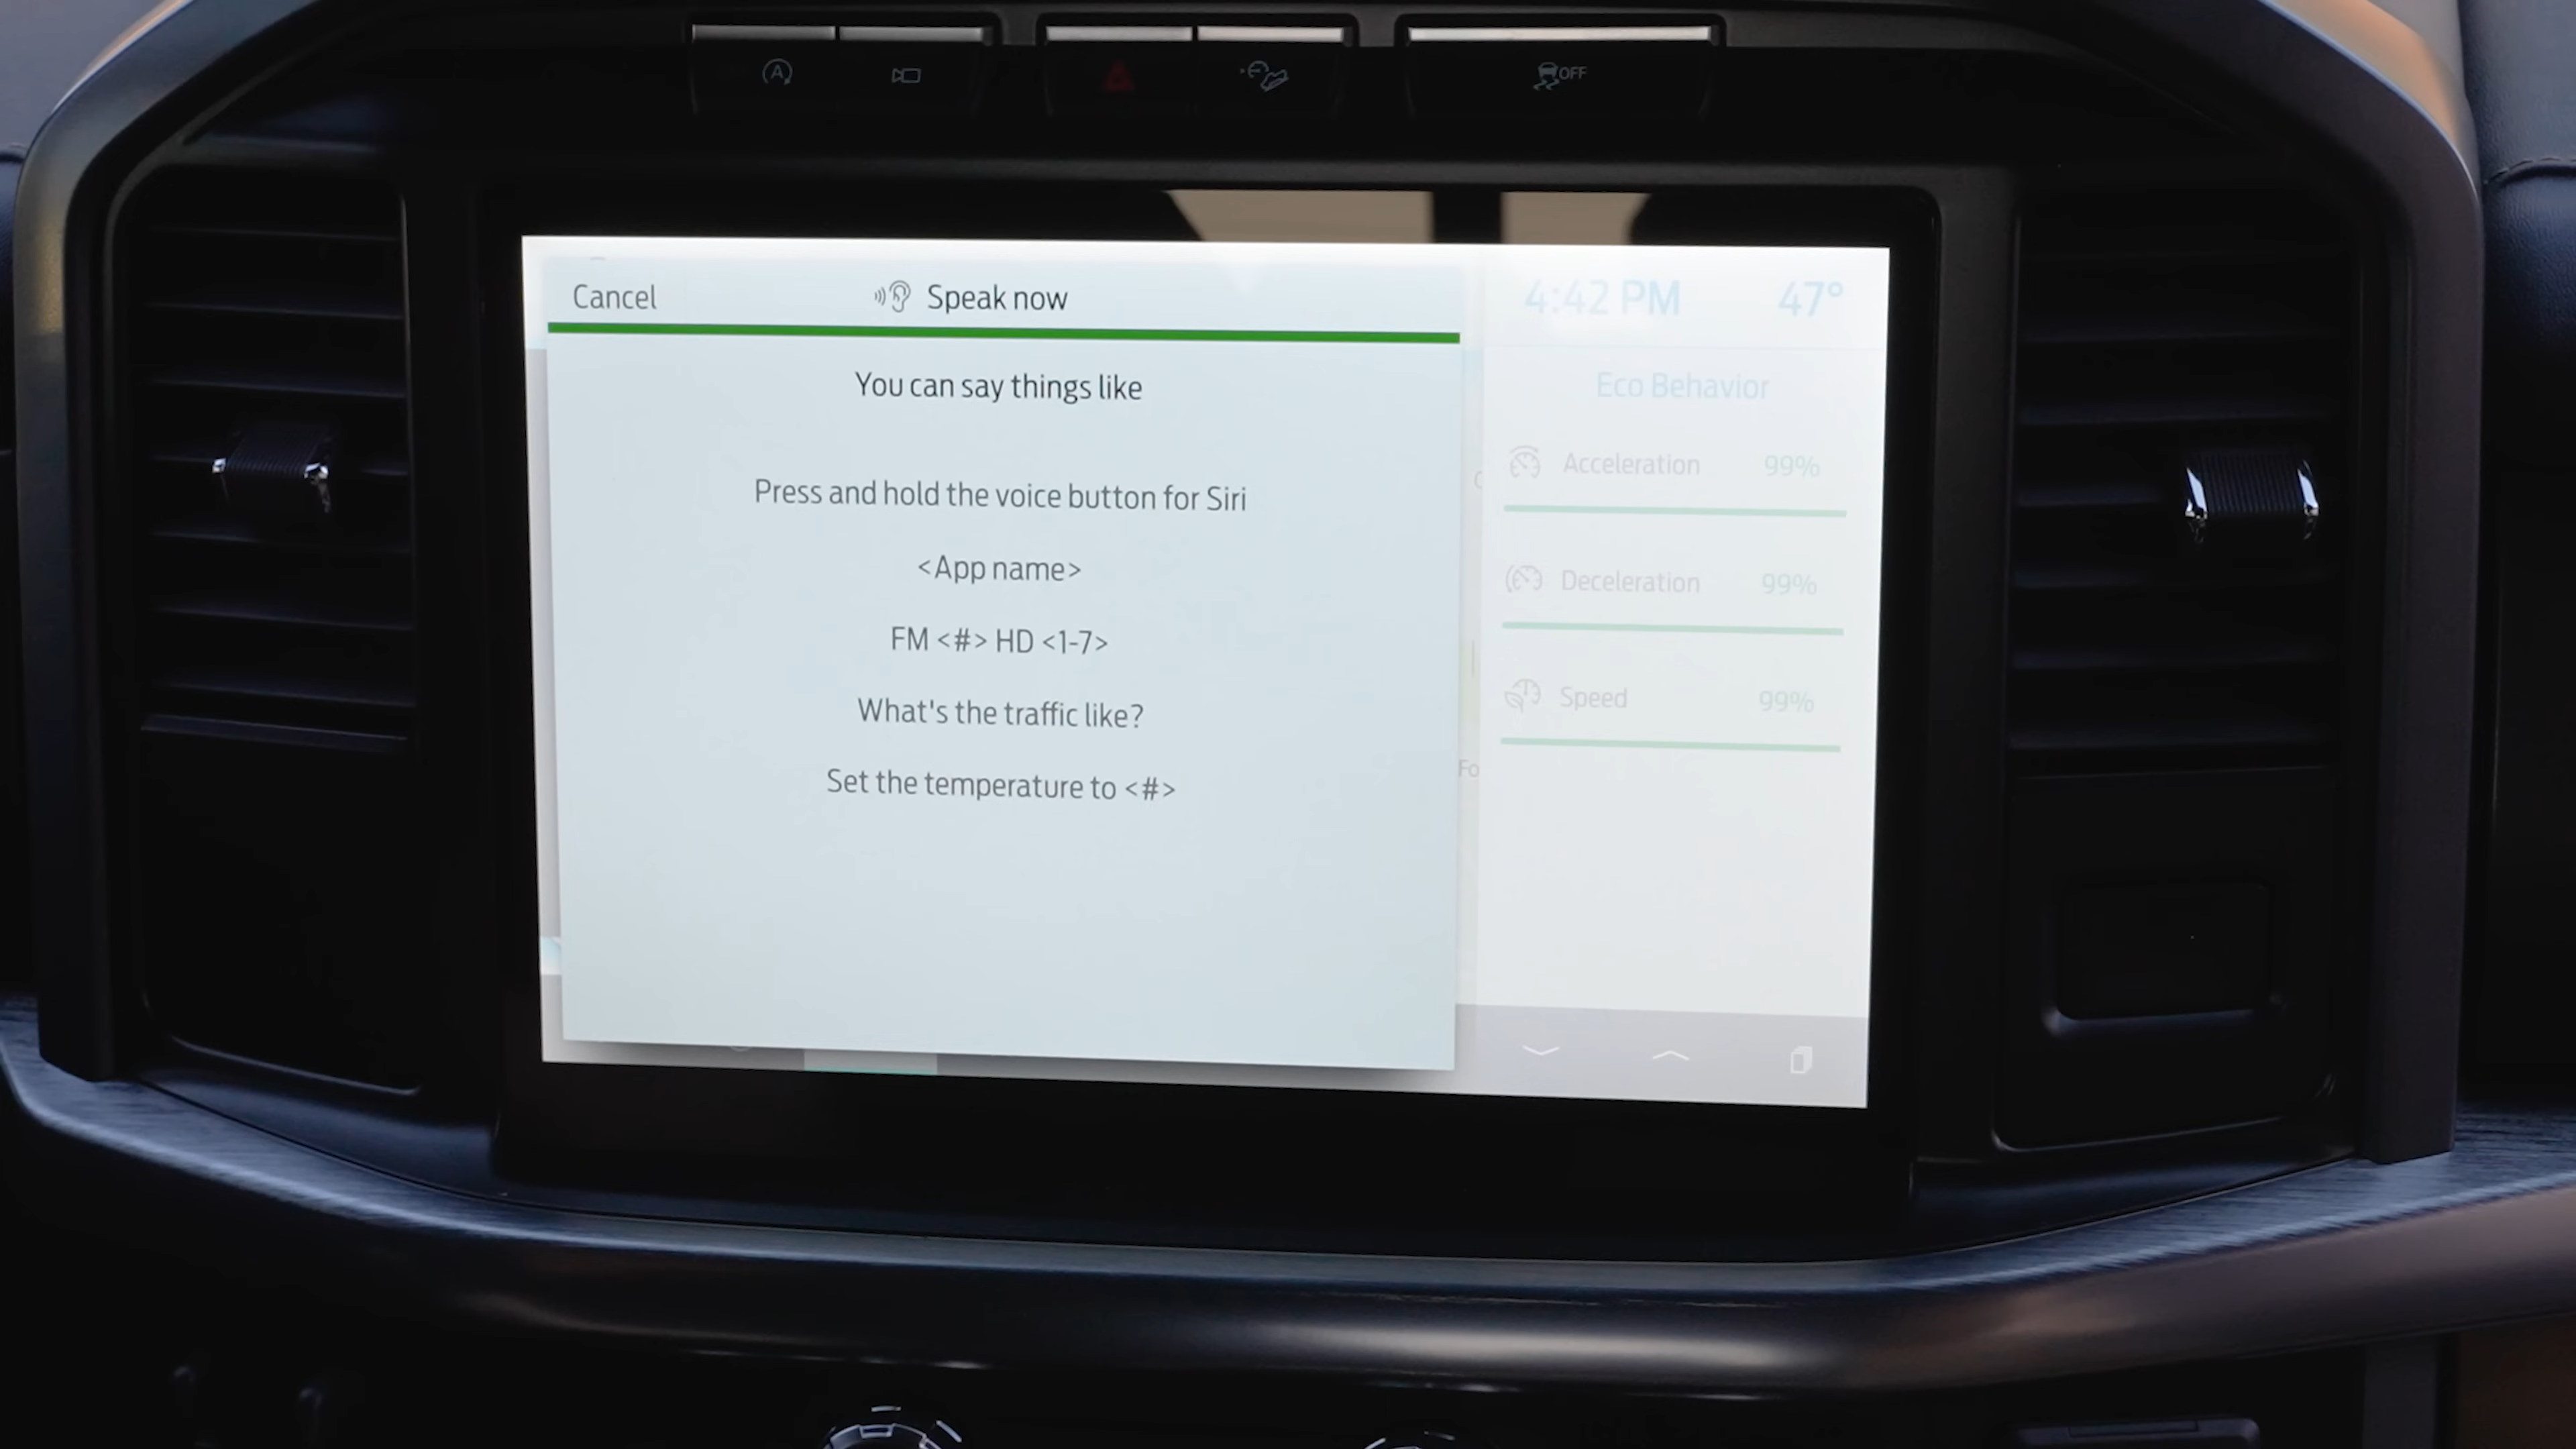 A
OFF
Cancel
Speak now
4:42 PM
47°
You can say things like
Press and hold the voice button for Siri
<App name>
FM <#> HD <1-7>
What's the traffic like?
Set the temperature to <#>
Eco Behavior
Acceleration 99%
Deceleration 99%
Speed 99%
Fo